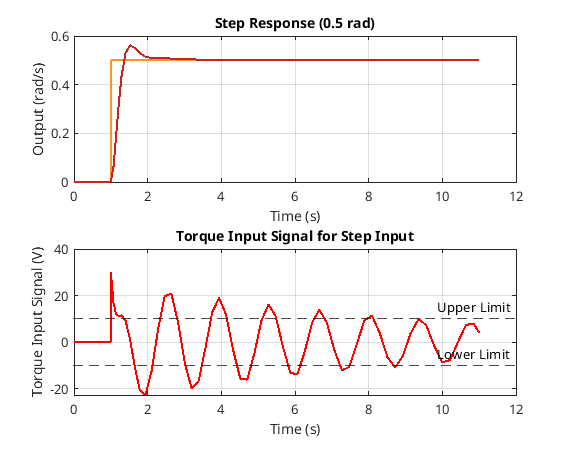 Step Response (0.5 rad)
0.6
0.4
0.2
0
Output (rad/s)
0 2 4 6 8 10 12
Time (s)
Torque Input Signal for Step Input
40
20
0
-20
Torque Input Signal (V)
Upper Limit
Lower Limit
0 2 4 6 8 10 12
Time (s)